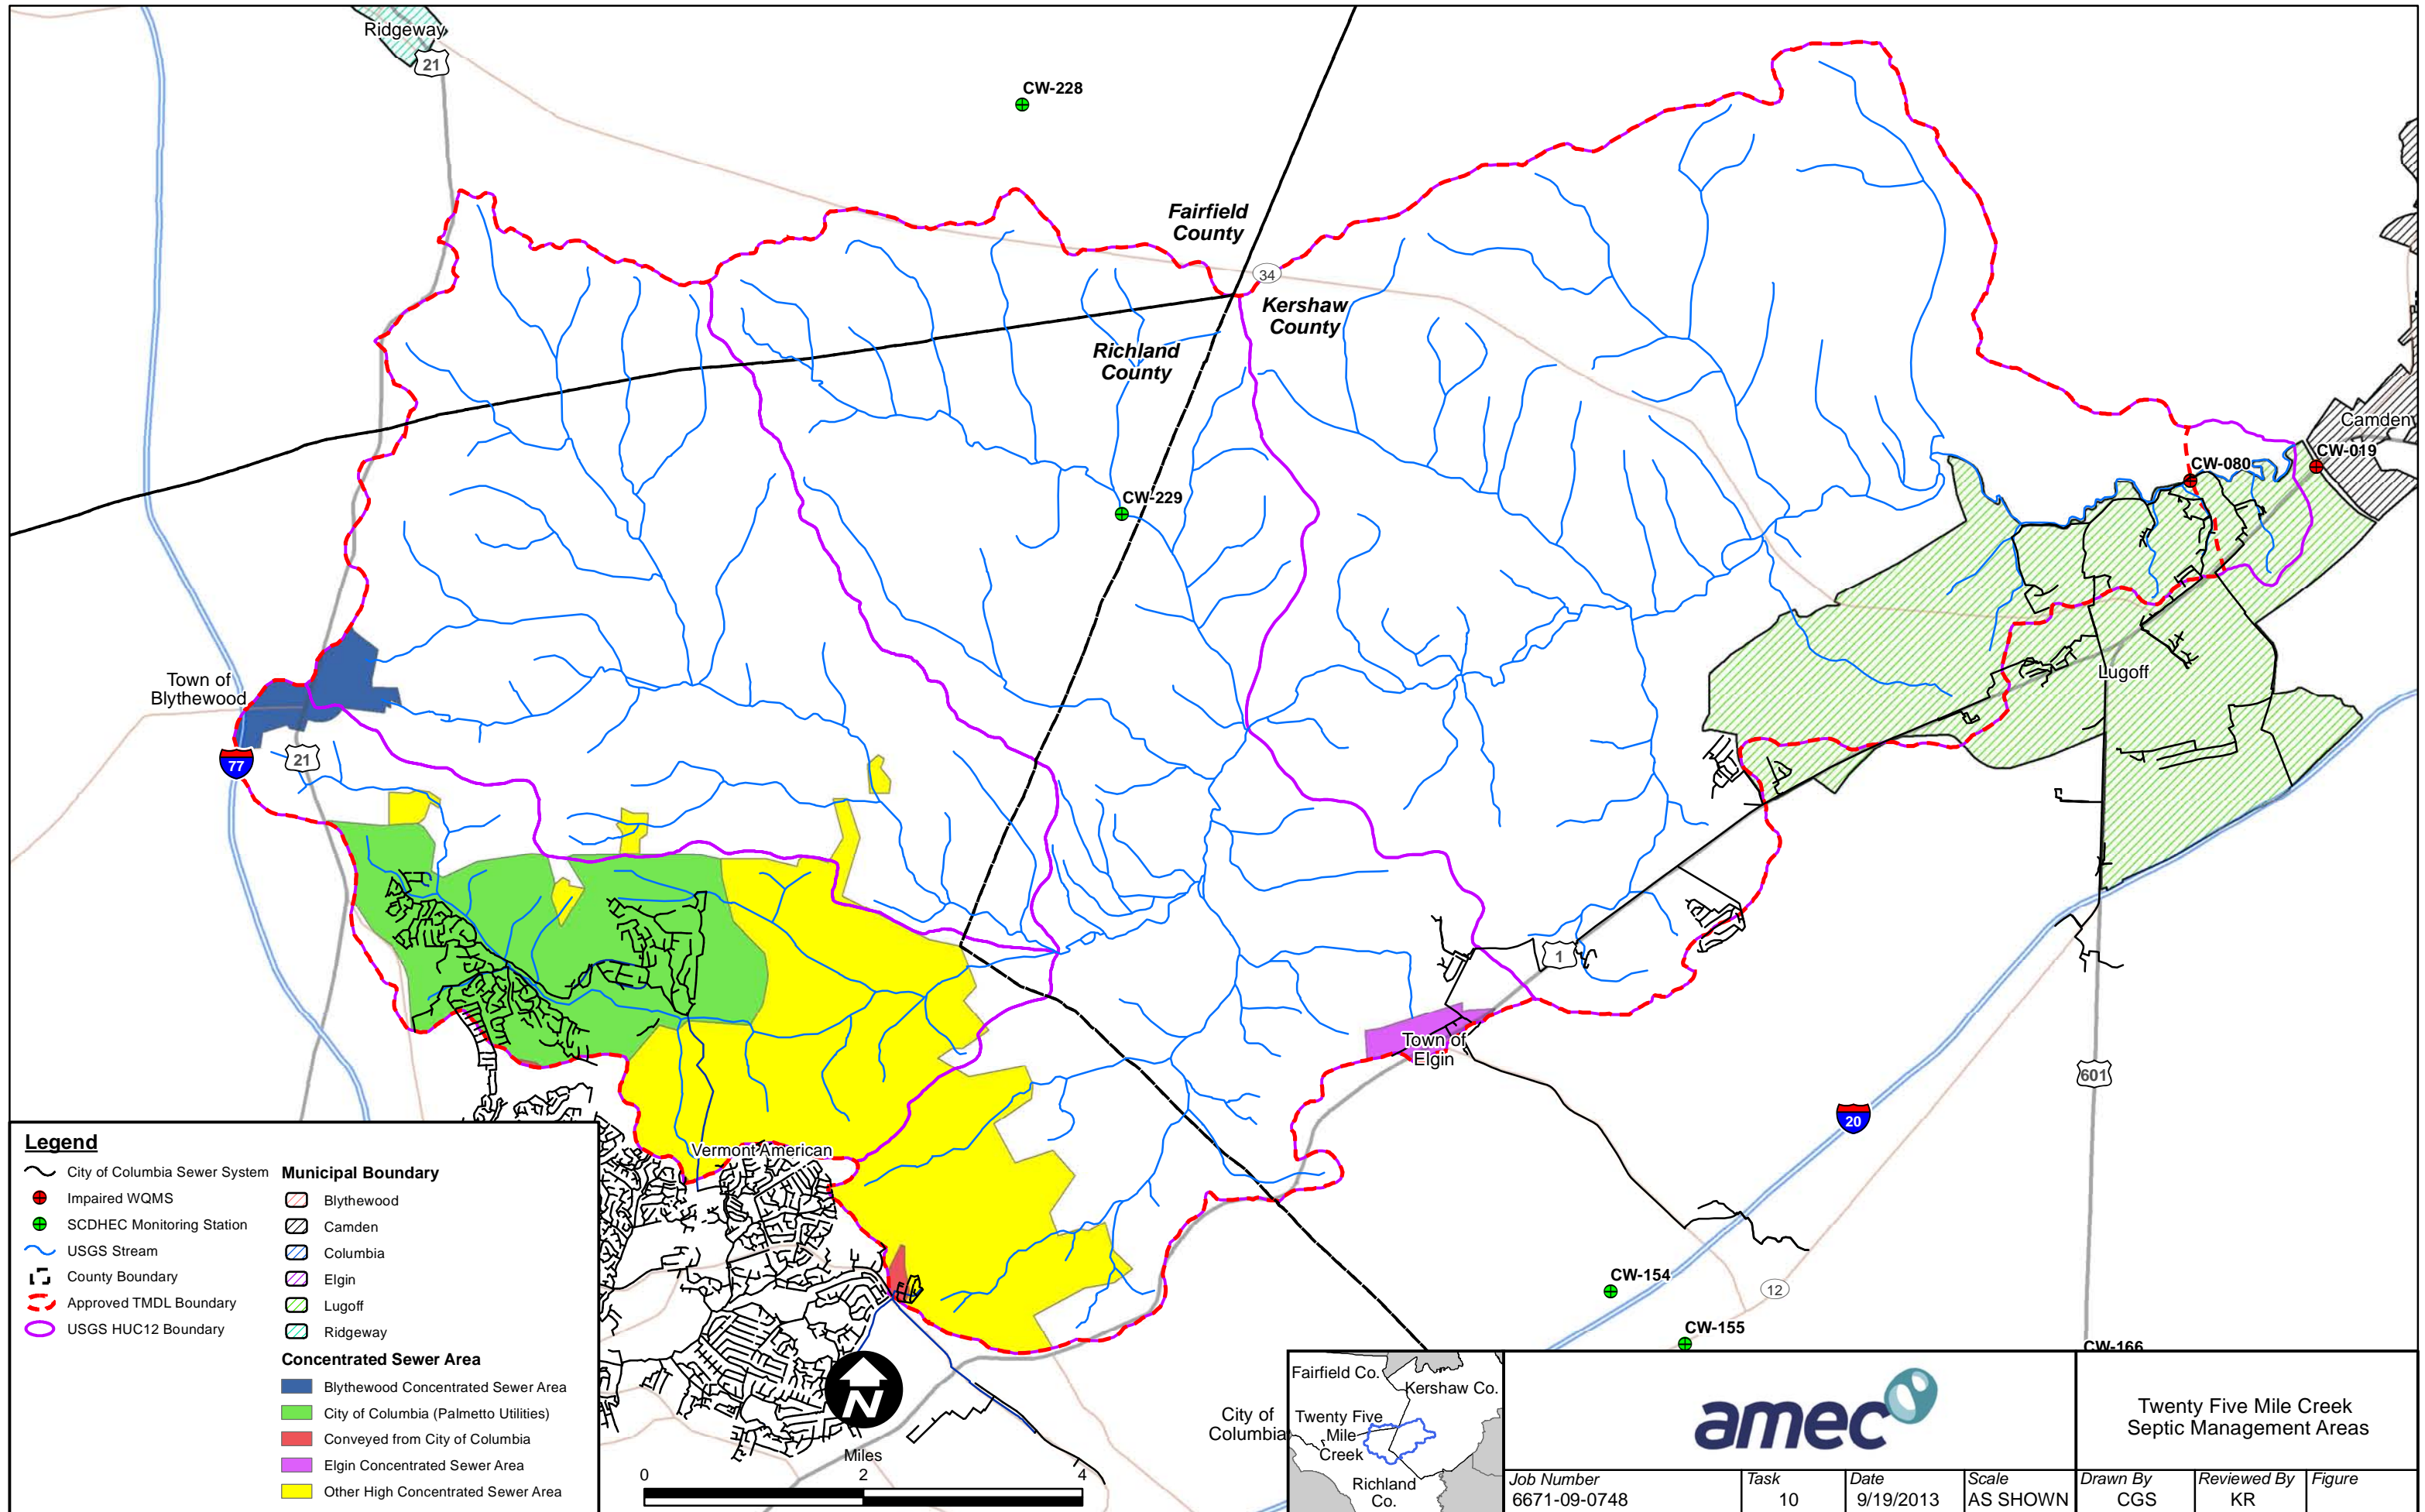 Ridgeway
21
CW-228
Fairfield
County
34
Kershaw
County
Richland
County
Camden
CW-019
CW-080
CW-229
Town of
Blythewood
77
21
Lugoff
1
Town of
Elgin
601
20
Vermont American
CW-154
12
CW-155
CW-166
City of
Columbia
Legend
City of Columbia Sewer System
Impaired WQMS
SCDHEC Monitoring Station
USGS Stream
County Boundary
Approved TMDL Boundary
USGS HUC12 Boundary
Municipal Boundary
Blythewood
Camden
Columbia
Elgin
Lugoff
Ridgeway
Concentrated Sewer Area
Blythewood Concentrated Sewer Area
City of Columbia (Palmetto Utilities)
Conveyed from City of Columbia
Elgin Concentrated Sewer Area
Other High Concentrated Sewer Area
N
Miles
0 2 4
Fairfield Co.
Kershaw Co.
Twenty Five
Mile
Creek
Richland
Co.
amec
Twenty Five Mile Creek
Septic Management Areas
Job Number
6671-09-0748
Task
10
Date
9/19/2013
Scale
AS SHOWN
Drawn By
CGS
Reviewed By
KR
Figure